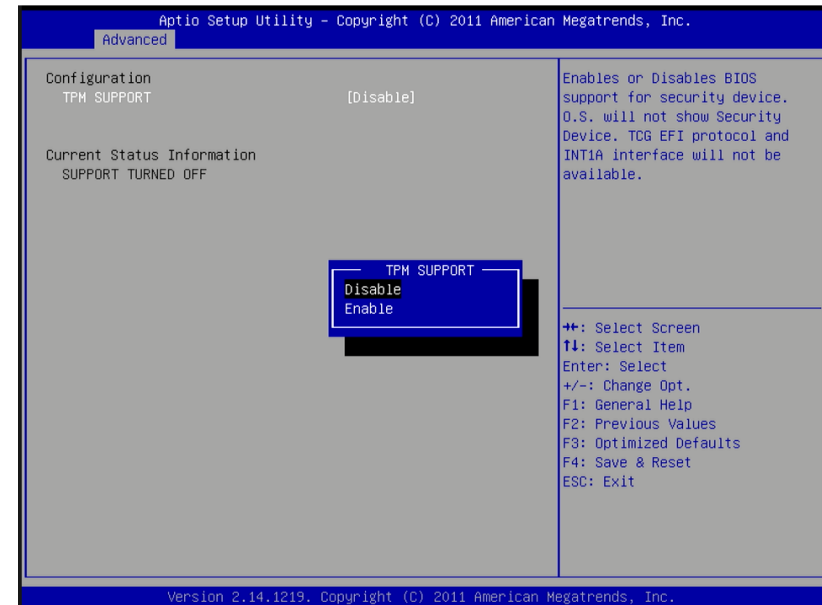 Aptio Setup Utility – Copyright (C) 2011 American Megatrends, Inc.
Advanced
Configuration
TPM SUPPORT [Disable]
Current Status Information
SUPPORT TURNED OFF
Enables or Disables BIOS
support for security device.
O.S. will not show Security
Device. TCG EFI protocol and
INT1A interface will not be
available.
TPM SUPPORT
Disable
Enable
→←: Select Screen
↑↓: Select Item
Enter: Select
+/-: Change Opt.
F1: General Help
F2: Previous Values
F3: Optimized Defaults
F4: Save & Reset
ESC: Exit
Version 2.14.1219. Copyright (C) 2011 American Megatrends, Inc.